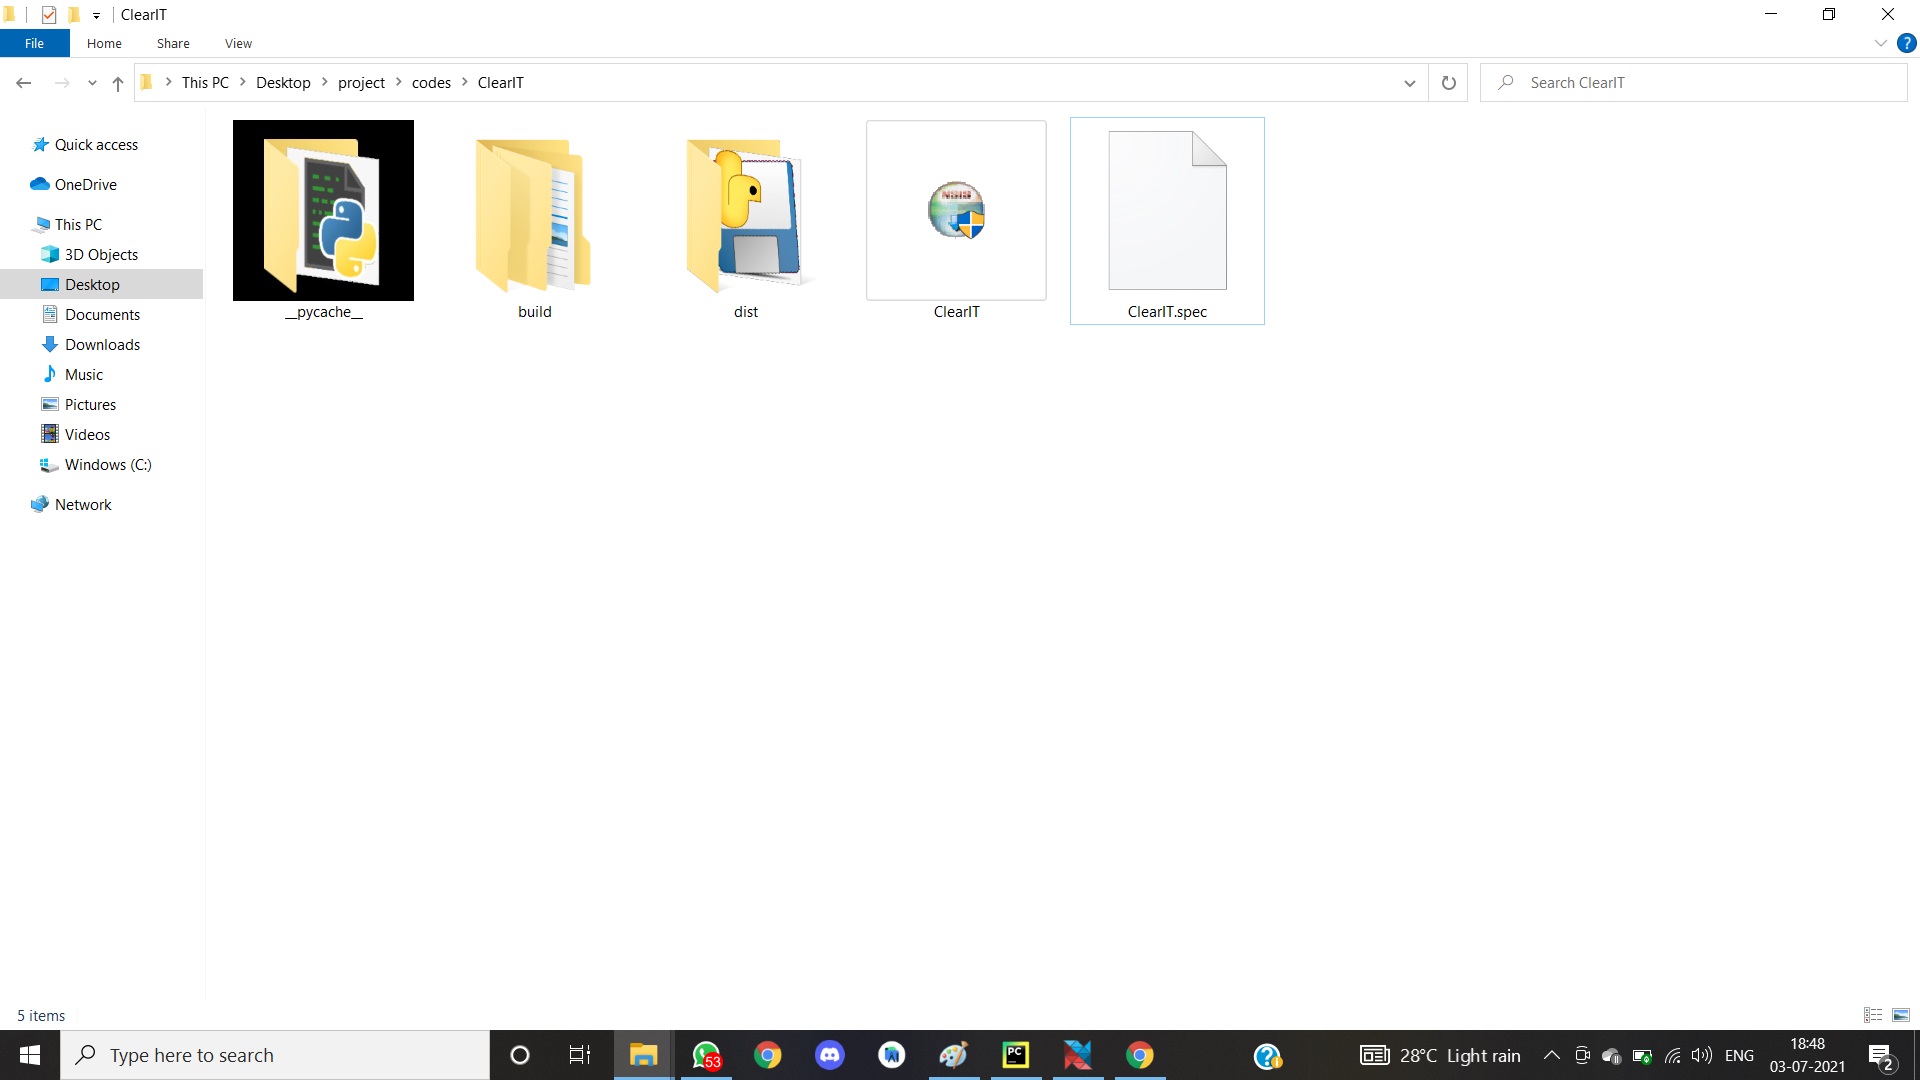 ClearIT
File Home Share View
This PC Desktop project codes ClearIT
Search ClearIT
Quick access
OneDrive
This PC
3D Objects
Desktop
Documents
Downloads
Music
Pictures
Videos
Windows (C:)
Network
__pycache__ build dist ClearIT ClearIT.spec
NSIS
5 items
Type here to search
53
PC
28°C Light rain
ENG
18:48
03-07-2021
2